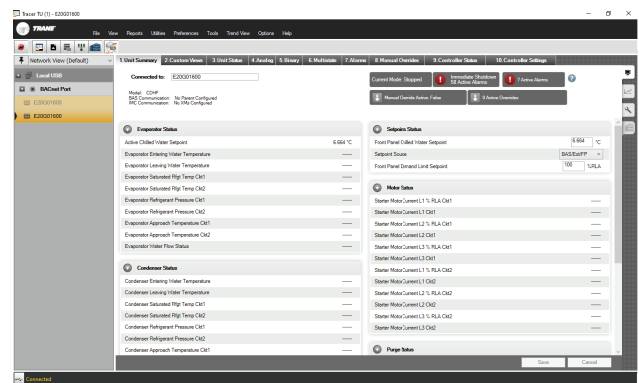 Tracer TU (1) - E20G01600
TRANE
File View Reports Utilities Preferences Tools Trend View Options Help
Network View (Default)
1.Unit Summary 2.Custom Views 3.Unit Status 4.Analog 5.Binary 6.Multistate 7.Alarms 8.Manual Overrides 9.Controller Status 10.Controller Settings
Local USB
BACnet Port
E20G01600
E20G01600
Connected to: E20G01600
Model: CDHF
BAS Communication: No Parent Configured
IMC Communication: No XMs Configured
Current Mode: Stopped
Immediate Shutdown
58 Active Alarms
7 Active Alarms
Manual Override Active: False
0 Active Overrides
Evaporator Status
Active Chilled Water Setpoint 6.664 °C
Evaporator Entering Water Temperature -----
Evaporator Leaving Water Temperature -----
Evaporator Saturated Rfgt Temp Ckt1 -----
Evaporator Saturated Rfgt Temp Ckt2 -----
Evaporator Refrigerant Pressure Ckt1 -----
Evaporator Refrigerant Pressure Ckt2 -----
Evaporator Approach Temperature Ckt1 -----
Evaporator Approach Temperature Ckt2 -----
Evaporator Water Flow Status -----
Condenser Status
Condenser Entering Water Temperature -----
Condenser Leaving Water Temperature -----
Condenser Saturated Rfgt Temp Ckt1 -----
Condenser Saturated Rfgt Temp Ckt2 -----
Condenser Refrigerant Pressure Ckt1 -----
Condenser Refrigerant Pressure Ckt2 -----
Condenser Approach Temperature Ckt1 -----
Setpoint Status
Front Panel Chilled Water Setpoint 6.664 °C
Setpoint Source BAS/Ext/FP
Front Panel Demand Limit Setpoint 100 %RLA
Motor Status
Starter Motor Current L1 % RLA Ckt1 -----
Starter Motor Current L1 Ckt1 -----
Starter Motor Current L2 % RLA Ckt1 -----
Starter Motor Current L2 Ckt1 -----
Starter Motor Current L3 % RLA Ckt1 -----
Starter Motor Current L3 Ckt1 -----
Starter Motor Current L1 % RLA Ckt2 -----
Starter Motor Current L1 Ckt2 -----
Starter Motor Current L2 % RLA Ckt2 -----
Starter Motor Current L2 Ckt2 -----
Starter Motor Current L3 % RLA Ckt2 -----
Starter Motor Current L3 Ckt2 -----
Purge Status
Save Cancel
Connected